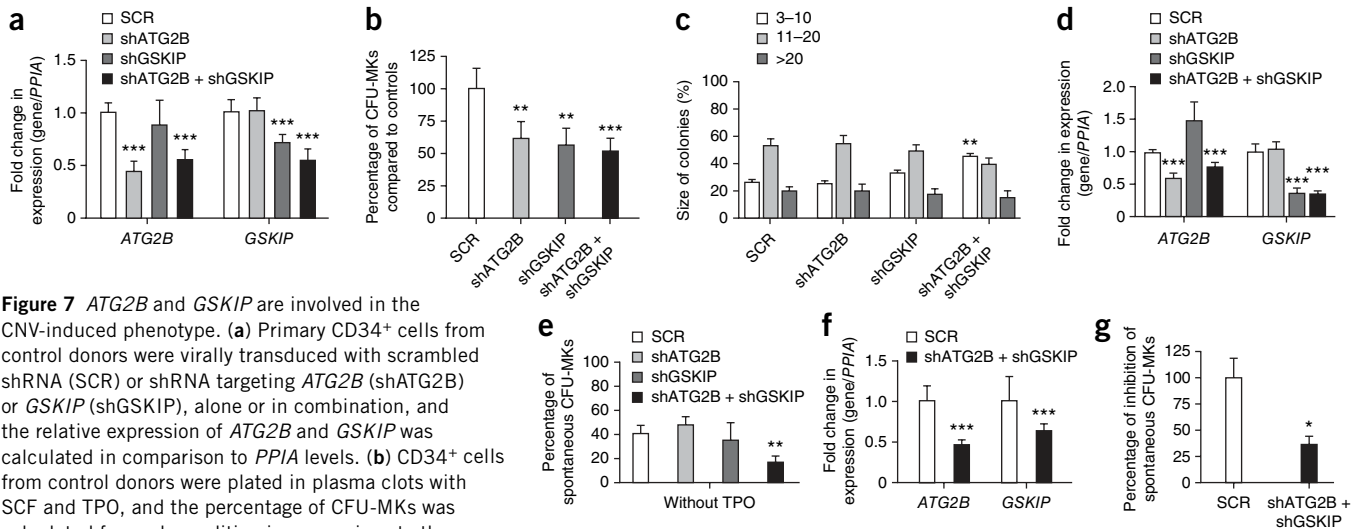 a
SCR
shATG2B
shGSKIP
shATG2B + shGSKIP
Fold change in
expression (gene/PPIA)
1.5
1.0
0.5
0
***
***
***
***
ATG2B
GSKIP
b
Percentage of CFU-MKs
compared to controls
125
100
75
50
25
0
**
**
***
SCR
shATG2B
shGSKIP
shATG2B +
shGSKIP
c
3–10
11–20
>20
Size of colonies (%)
100
80
60
40
20
0
**
SCR
shATG2B
shGSKIP
shATG2B +
shGSKIP
d
SCR
shATG2B
shGSKIP
shATG2B + shGSKIP
Fold change in expression
(gene/PPIA)
2.0
1.5
1.0
0.5
0
***
***
***
***
ATG2B
GSKIP
Figure 7 ATG2B and GSKIP are involved in the
CNV-induced phenotype. (a) Primary CD34+ cells from
control donors were virally transduced with scrambled
shRNA (SCR) or shRNA targeting ATG2B (shATG2B)
or GSKIP (shGSKIP), alone or in combination, and
the relative expression of ATG2B and GSKIP was
calculated in comparison to PPIA levels. (b) CD34+ cells
from control donors were plated in plasma clots with
SCF and TPO, and the percentage of CFU-MKs was
e
SCR
shATG2B
shGSKIP
shATG2B + shGSKIP
Percentage of
spontaneous CFU-MKs
100
80
60
40
20
0
**
Without TPO
f
SCR
shATG2B + shGSKIP
Fold change in
expression (gene/PPIA)
1.5
1.0
0.5
0
***
***
ATG2B
GSKIP
g
Percentage of inhibition of
spontaneous CFU-MKs
125
100
75
50
25
0
*
SCR
shATG2B +
shGSKIP